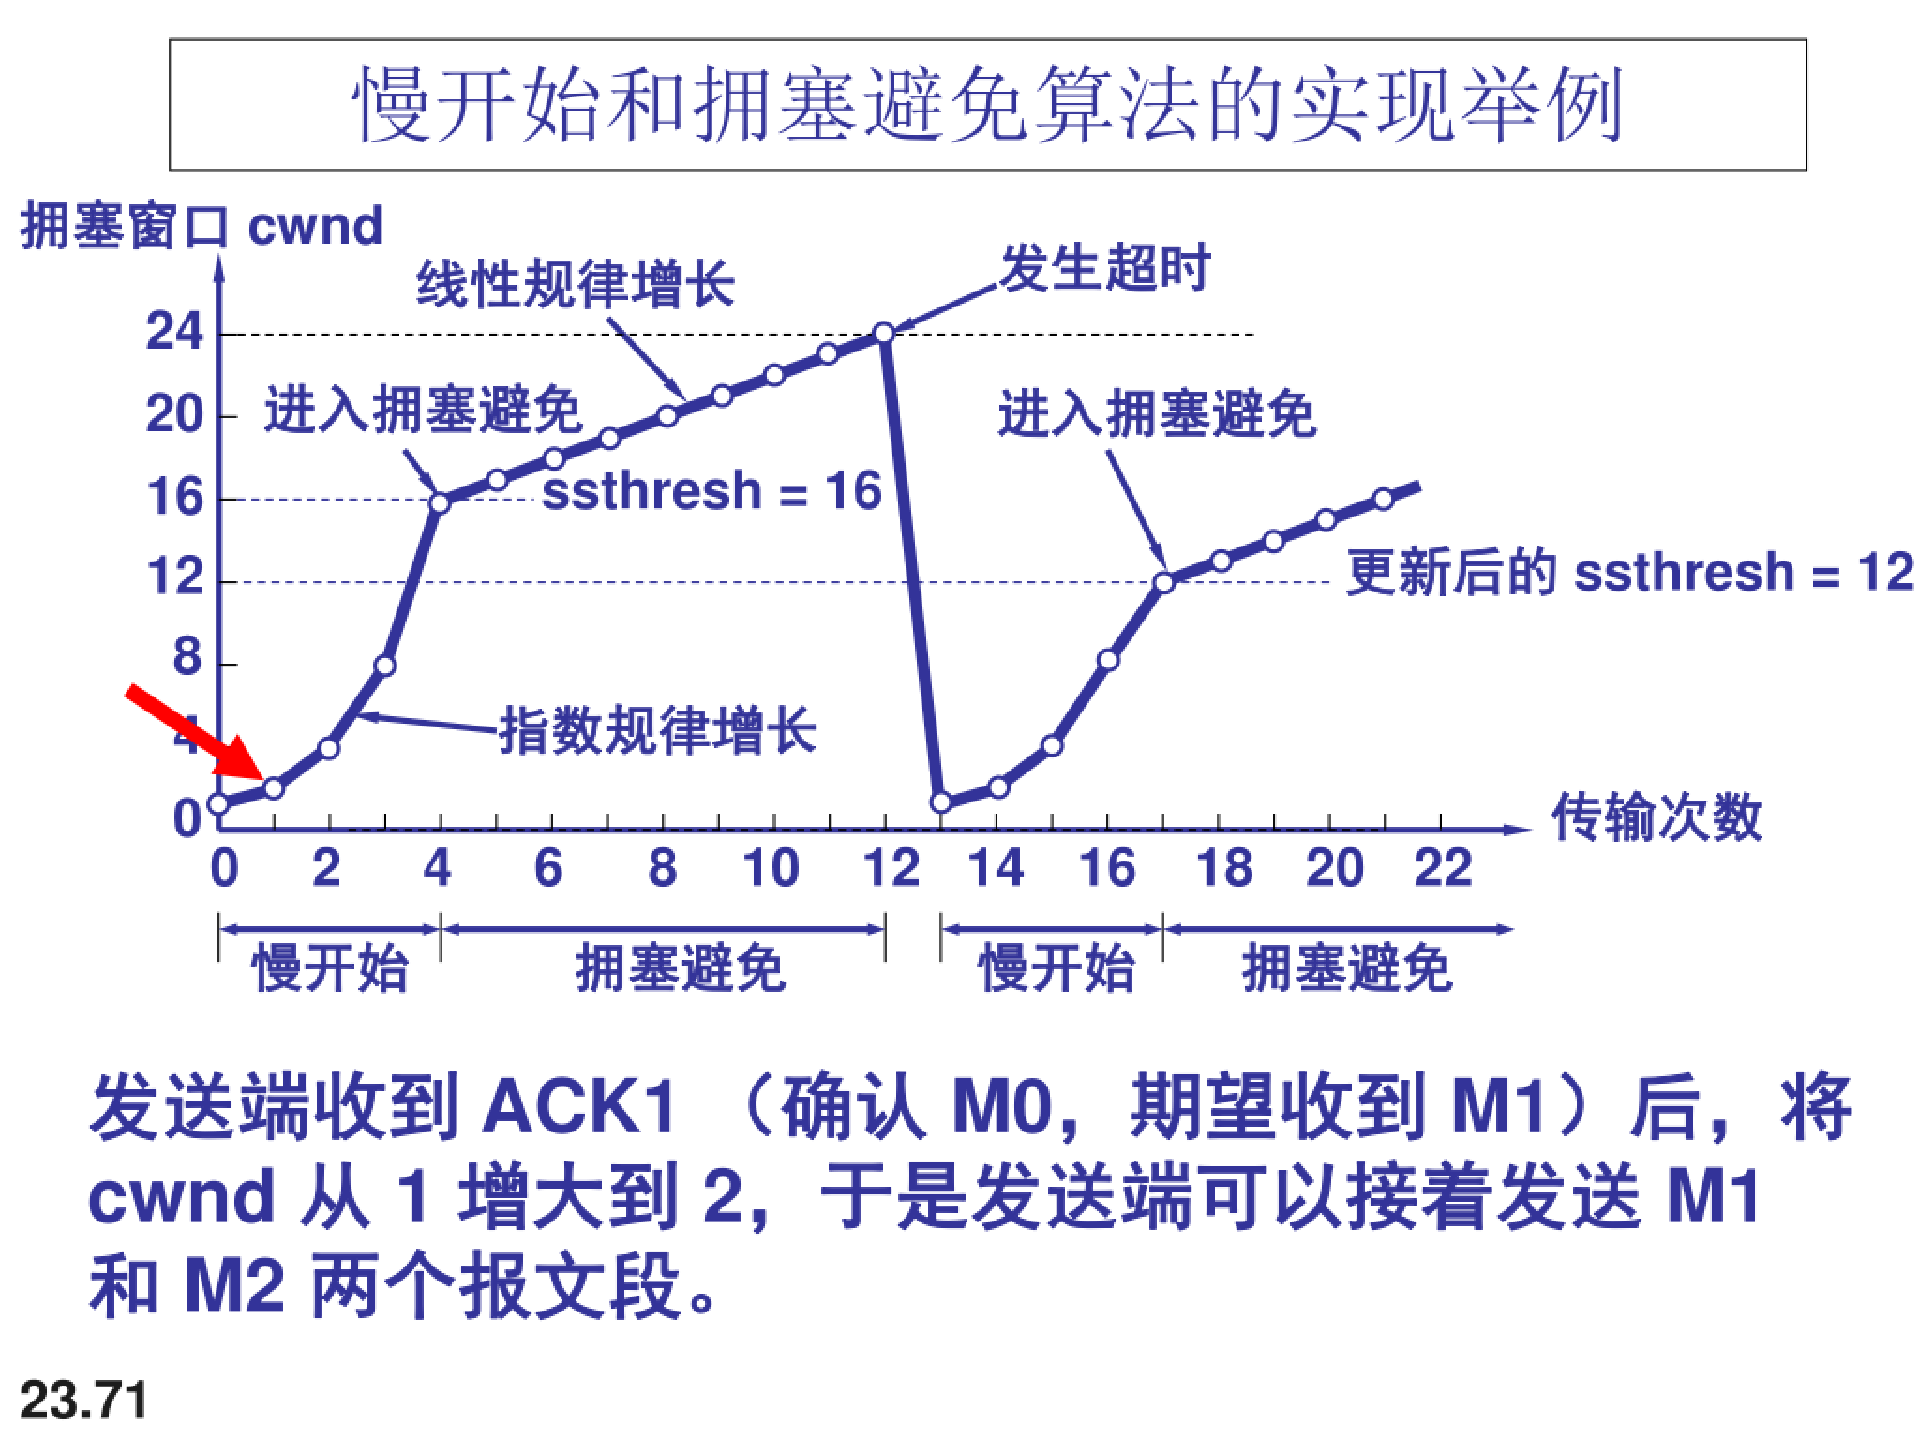 慢开始和拥塞避免算法的实现举例
拥塞窗口 cwnd
发生超时
线性规律增长
24
进入拥塞避免
进入拥塞避免
20
ssthresh = 16
16
更新后的 ssthresh = 12
12
8
指数规律增长
4
0
传输次数
0 2 4 6 8 10 12 14 16 18 20 22
慢开始 拥塞避免 慢开始 拥塞避免
发送端收到 ACK1 （确认 M0，期望收到 M1）后，将
cwnd 从 1 增大到 2，于是发送端可以接着发送 M1
和 M2 两个报文段。
23.71